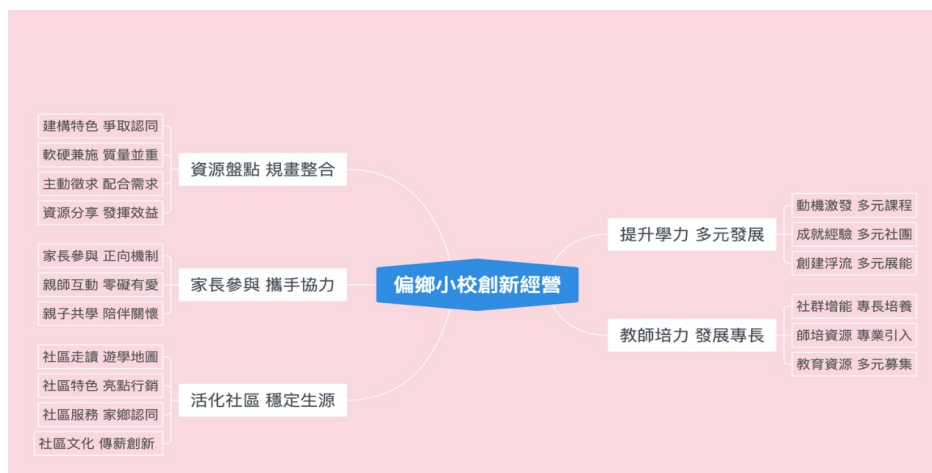 偏鄉小校創新經營
資源盤點 規畫整合
建構特色 爭取認同
軟硬兼施 質量並重
主動徵求 配合需求
資源分享 發揮效益
家長參與 攜手協力
家長參與 正向機制
親師互動 零礙有愛
親子共學 陪伴關懷
活化社區 穩定生源
社區走讀 遊學地圖
社區特色 亮點行銷
社區服務 家鄉認同
社區文化 傳薪創新
提升學力 多元發展
動機激發 多元課程
成就經驗 多元社團
創建浮流 多元展能
教師培力 發展專長
社群增能 專長培養
師培資源 專業引入
教育資源 多元募集